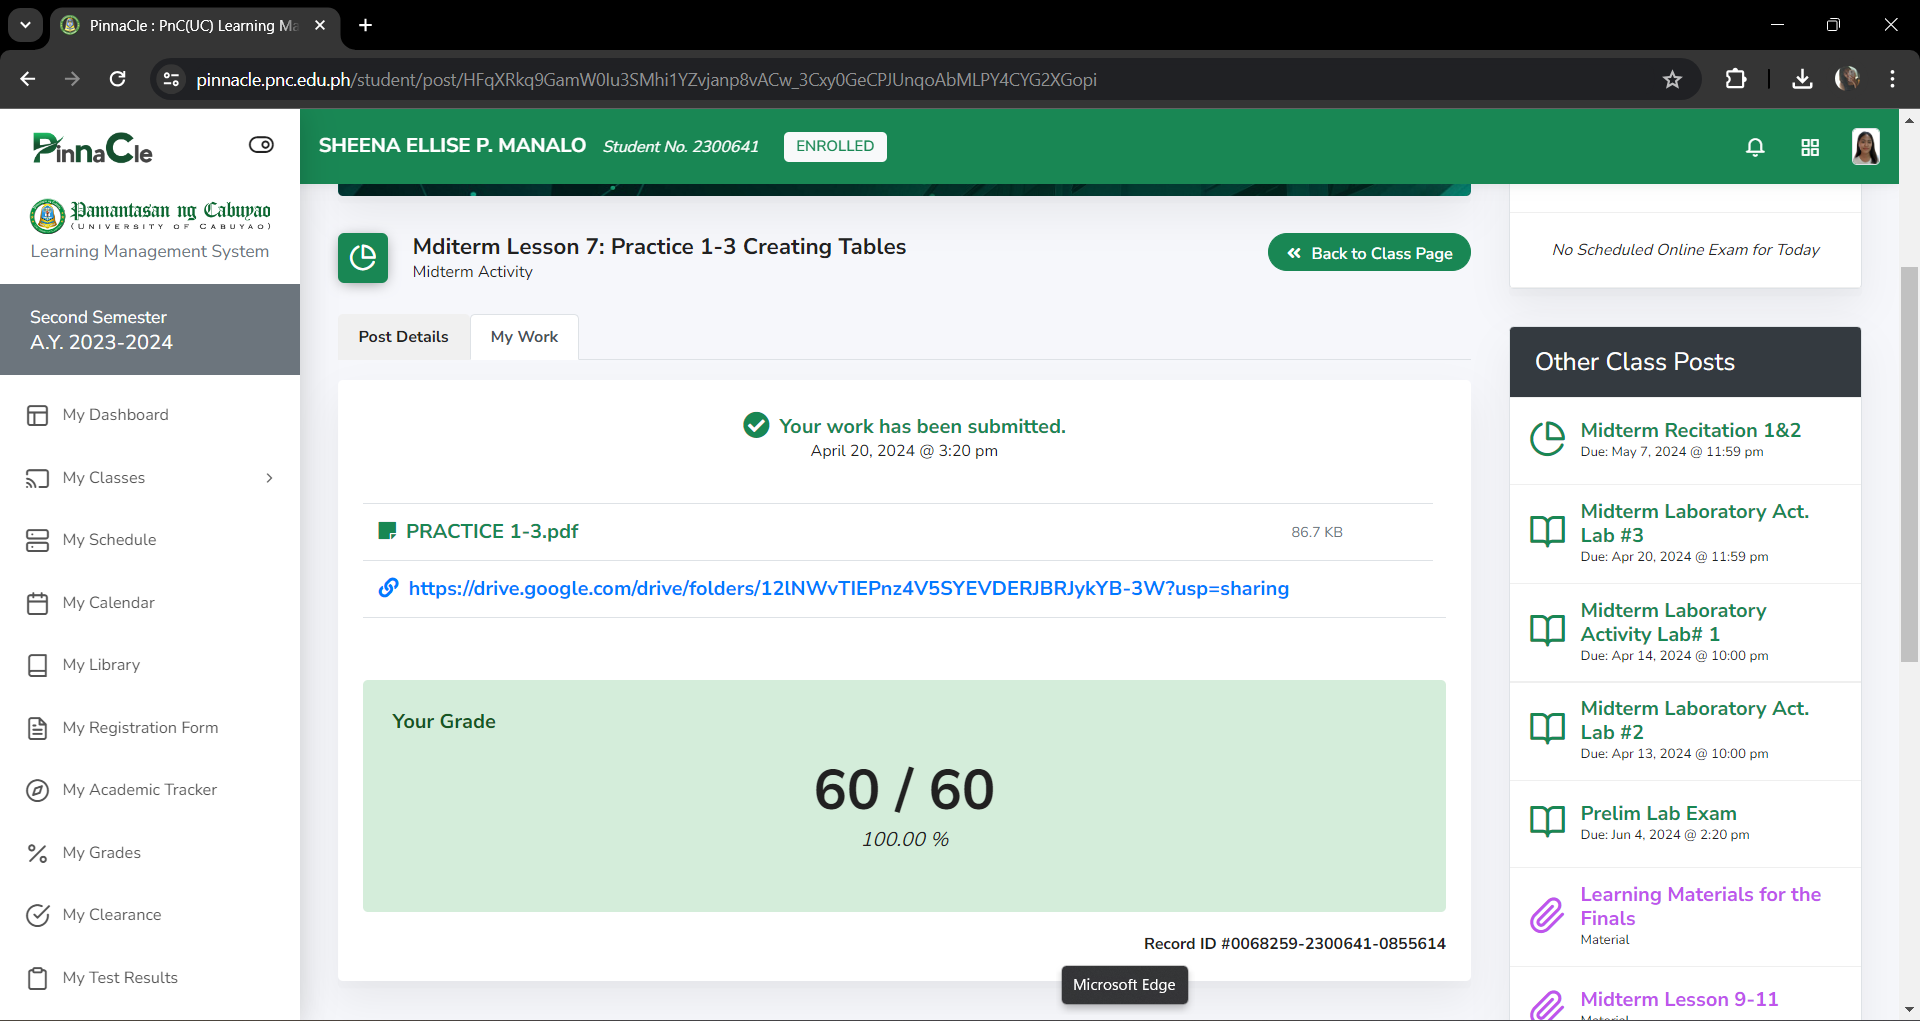 PinnaCle : PnC(UC) Learning Ma
pinnacle.pnc.edu.ph/student/post/HFqXRkq9GamW0Iu3SMhi1YZvjanp8vACw_3Cxy0GeCPJUnqoAbMLPY4CYG2XGopi
PinnaCle
Pamantasan ng Cabuyao
(UNIVERSITY OF CABUYAO)
Learning Management System
Second Semester
A.Y. 2023-2024
My Dashboard
My Classes
My Schedule
My Calendar
My Library
My Registration Form
My Academic Tracker
My Grades
My Clearance
My Test Results
SHEENA ELLISE P. MANALO Student No. 2300641 ENROLLED
Mditerm Lesson 7: Practice 1-3 Creating Tables
Midterm Activity
Back to Class Page
Post Details
My Work
Your work has been submitted.
April 20, 2024 @ 3:20 pm
PRACTICE 1-3.pdf 86.7 KB
https://drive.google.com/drive/folders/12lNWvTIEPnz4V5SYEVDERJBRJykYB-3W?usp=sharing
Your Grade
60 / 60
100.00 %
Record ID #0068259-2300641-0855614
Microsoft Edge
No Scheduled Online Exam for Today
Other Class Posts
Midterm Recitation 1&2
Due: May 7, 2024 @ 11:59 pm
Midterm Laboratory Act.
Lab #3
Due: Apr 20, 2024 @ 11:59 pm
Midterm Laboratory
Activity Lab# 1
Due: Apr 14, 2024 @ 10:00 pm
Midterm Laboratory Act.
Lab #2
Due: Apr 13, 2024 @ 10:00 pm
Prelim Lab Exam
Due: Jun 4, 2024 @ 2:20 pm
Learning Materials for the
Finals
Material
Midterm Lesson 9-11
Material